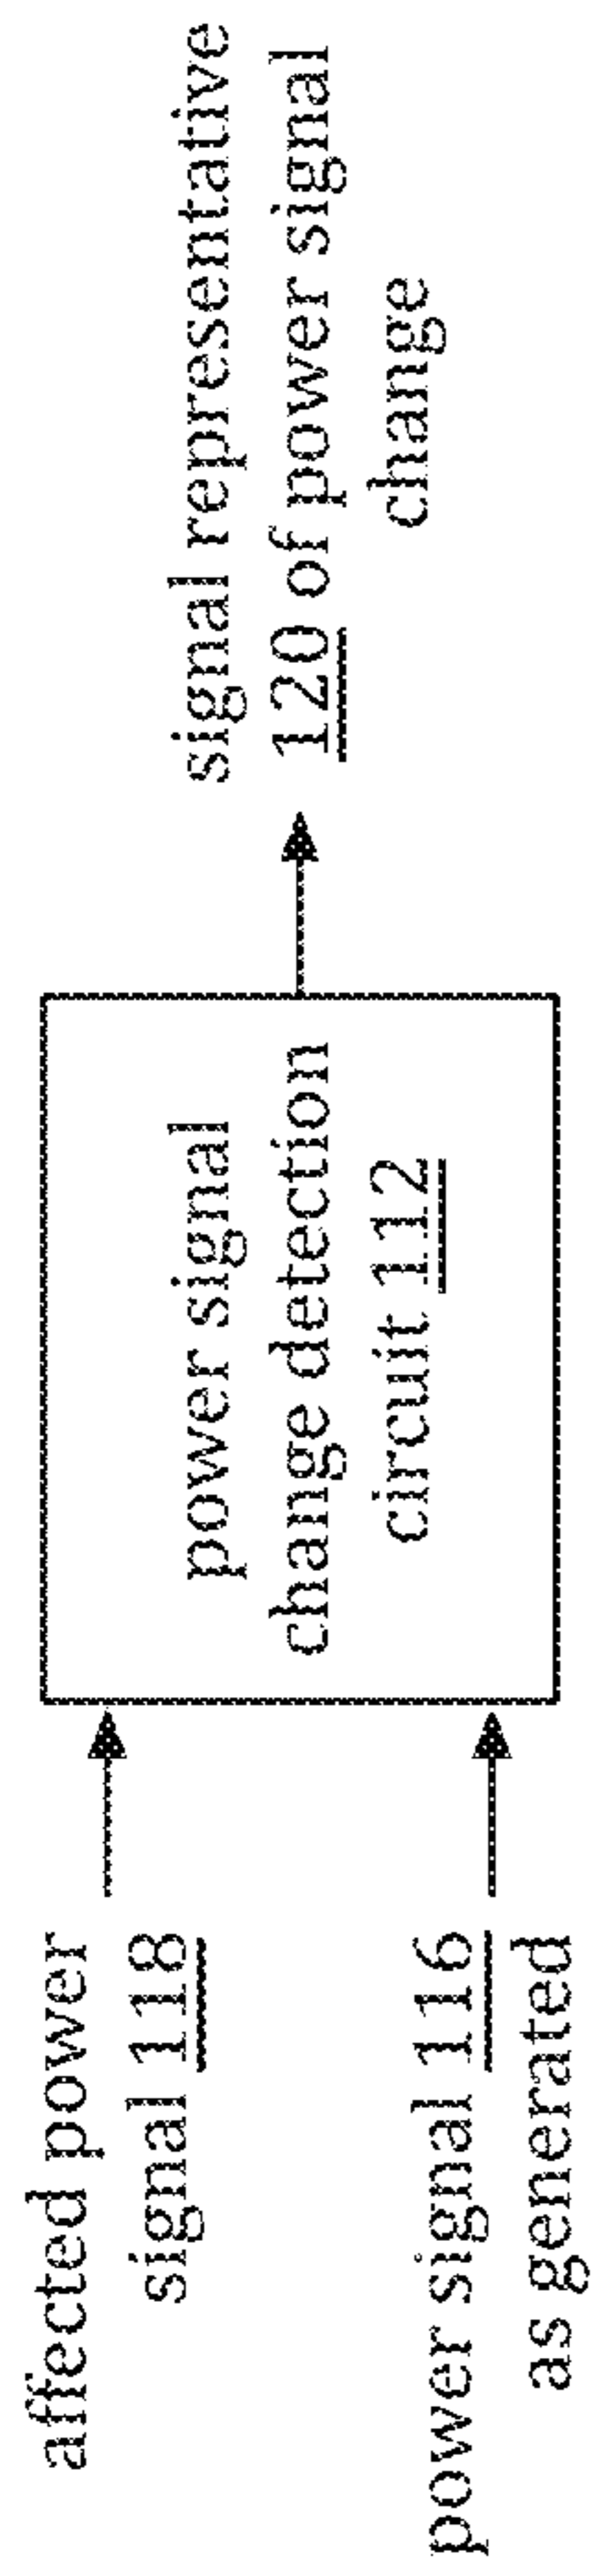 affected power
signal 118
power signal 116
as generated
power signal
change detection
circuit 112
signal representative
120 of power signal
change